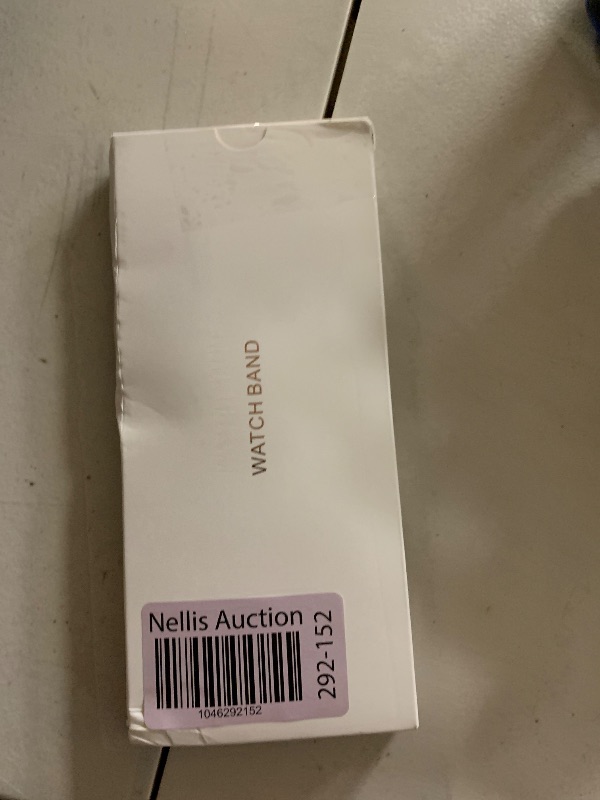 WATCH BAND
Nellis Auction
292-152
1046292152